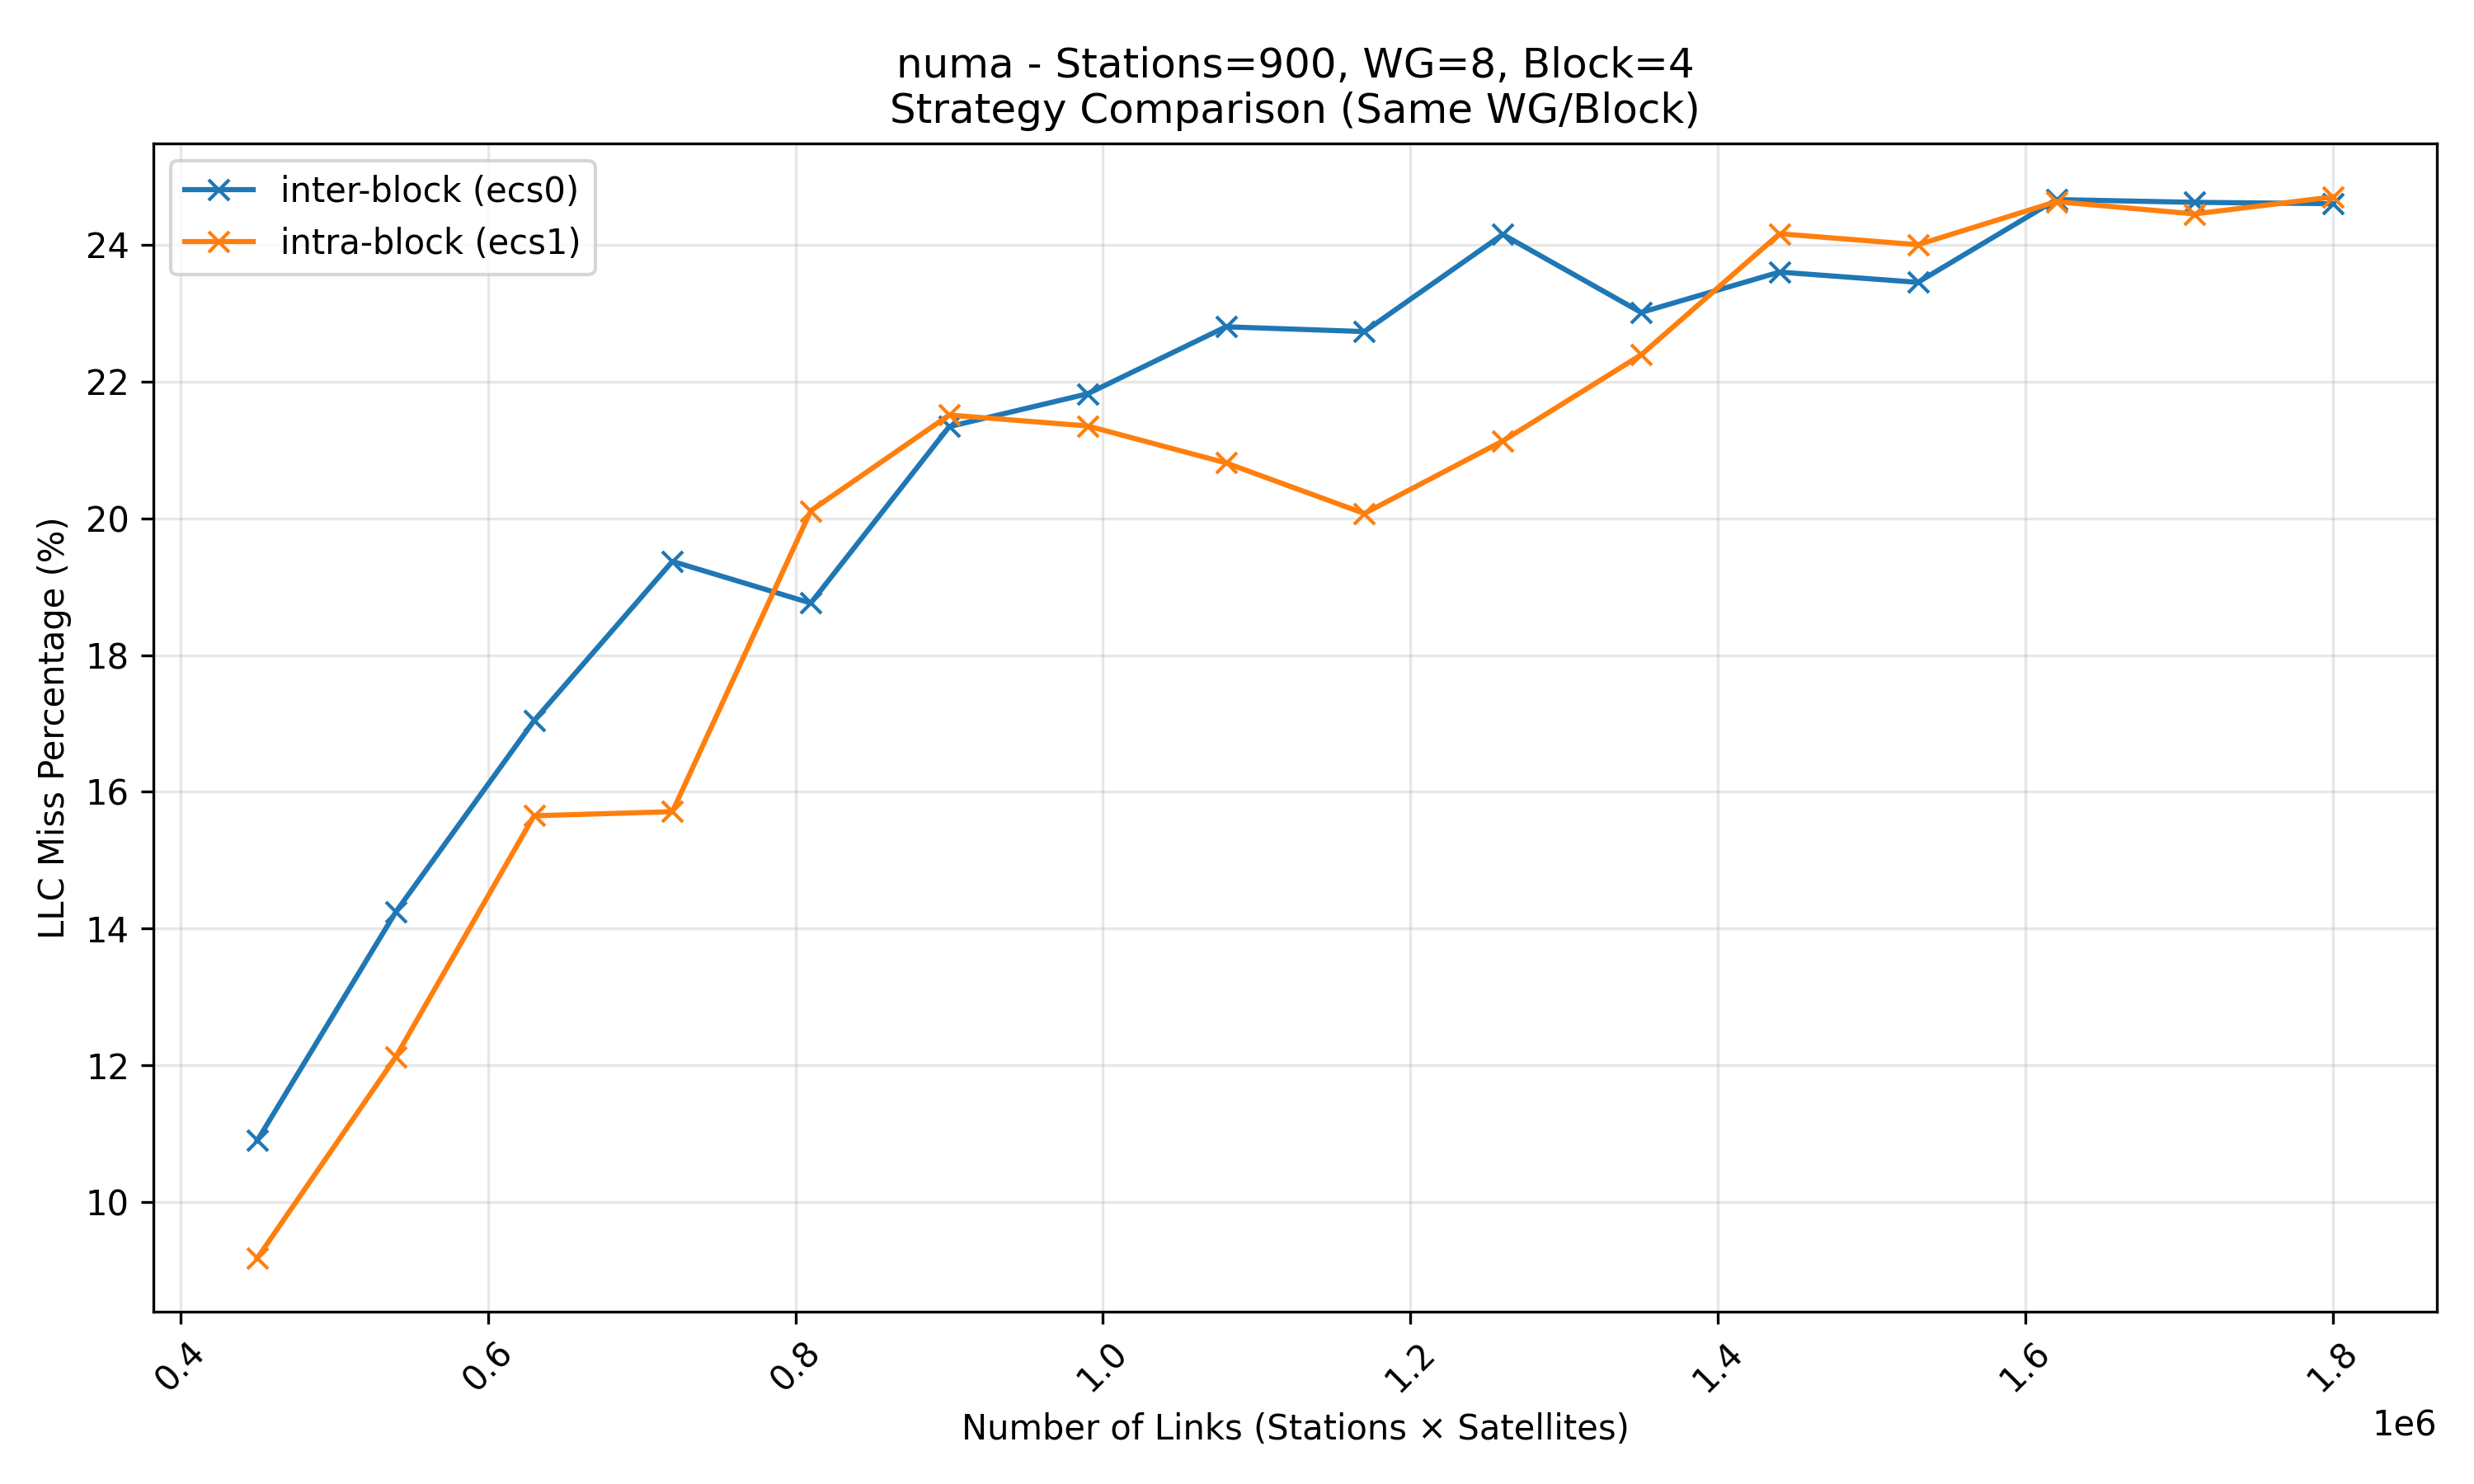 numa - Stations=900, WG=8, Block=4
Strategy Comparison (Same WG/Block)
inter-block (ecs0)
intra-block (ecs1)
LLC Miss Percentage (%)
24
22
20
18
16
14
12
10
0.4
0.6
0.8
1.0
1.2
1.4
1.6
1.8
1e6
Number of Links (Stations × Satellites)